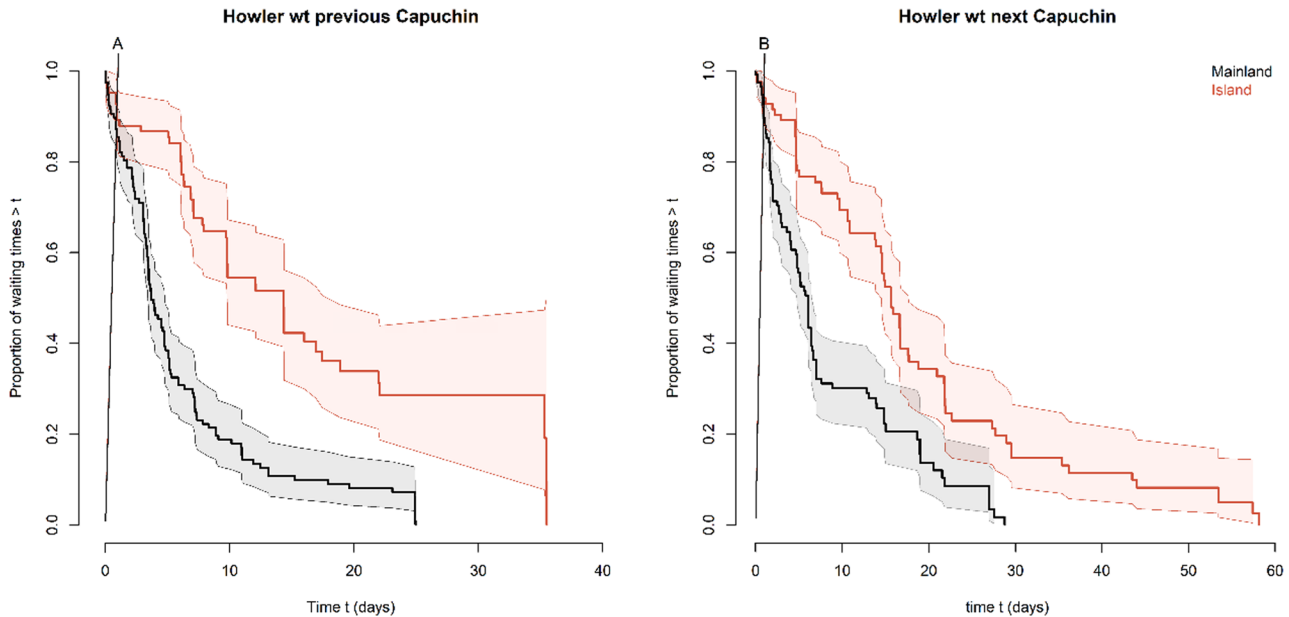 Howler wt previous Capuchin
A
1.0
0.8
0.6
0.4
0.2
0.0
Proportion of waiting times > t
0
10
20
30
40
Time t (days)
Howler wt next Capuchin
B
Mainland
Island
1.0
0.8
0.6
0.4
0.2
0.0
Proportion of waiting times > t
0
10
20
30
40
50
60
time t (days)